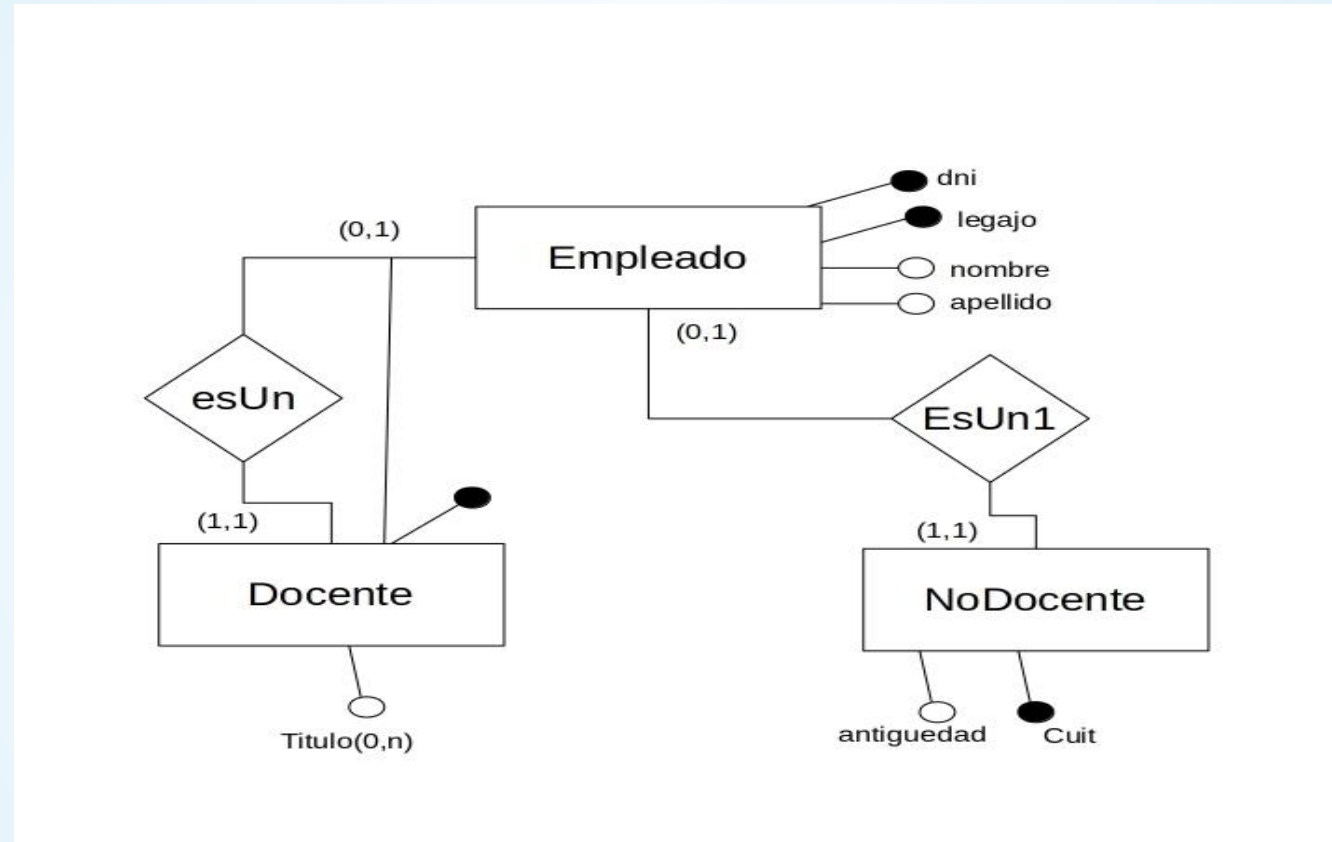 dni
(0,1)
legajo
Empleado
nombre
apellido
(0,1)
esUn
EsUn1
(1,1)
(1,1)
Docente
NoDocente
Titulo(0,n)
antiguedad
Cuit